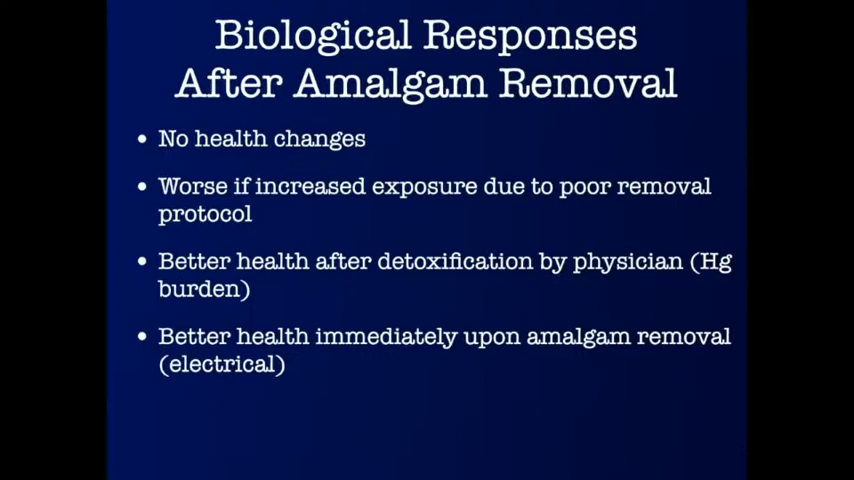 Biological Responses
After Amalgam Removal
• No health changes
• Worse if increased exposure due to poor removal
protocol
• Better health after detoxification by physician (Hg
burden)
• Better health immediately upon amalgam removal
(electrical)